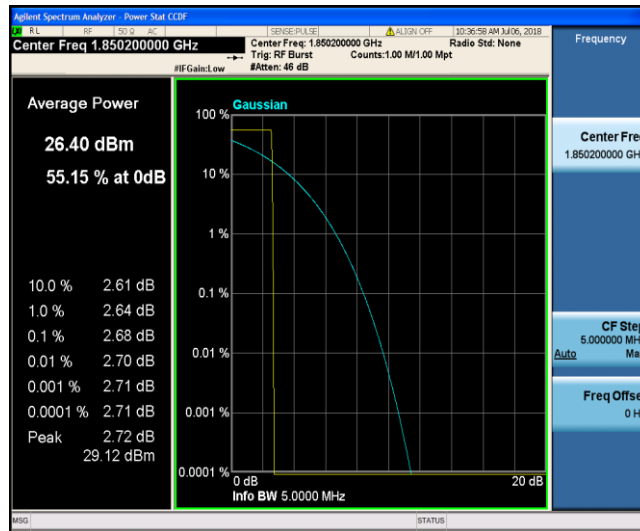 Agilent Spectrum Analyzer - Power Stat CCDF
RL RF 50 Ω AC SENSE:PULSE ALIGN OFF 10:36:58 AM Jul 06, 2018
Center Freq 1.850200000 GHz
Center Freq: 1.850200000 GHz Radio Std: None
Trig: RF Burst Counts:1.00 M/1.00 Mpt
#IFGain:Low #Atten: 46 dB
Frequency
Average Power
26.40 dBm
55.15 % at 0dB
10.0 % 2.61 dB
1.0 % 2.64 dB
0.1 % 2.68 dB
0.01 % 2.70 dB
0.001 % 2.71 dB
0.0001 % 2.71 dB
Peak 2.72 dB
29.12 dBm
Gaussian
100 %
10 %
1 %
0.1 %
0.01 %
0.001 %
0.0001 %
0 dB 20 dB
Info BW 5.0000 MHz
Center Fre
1.850200000 GH
CF Step
5.000000 MH
Auto Ma
Freq Offse
0 H
MSG STATUS